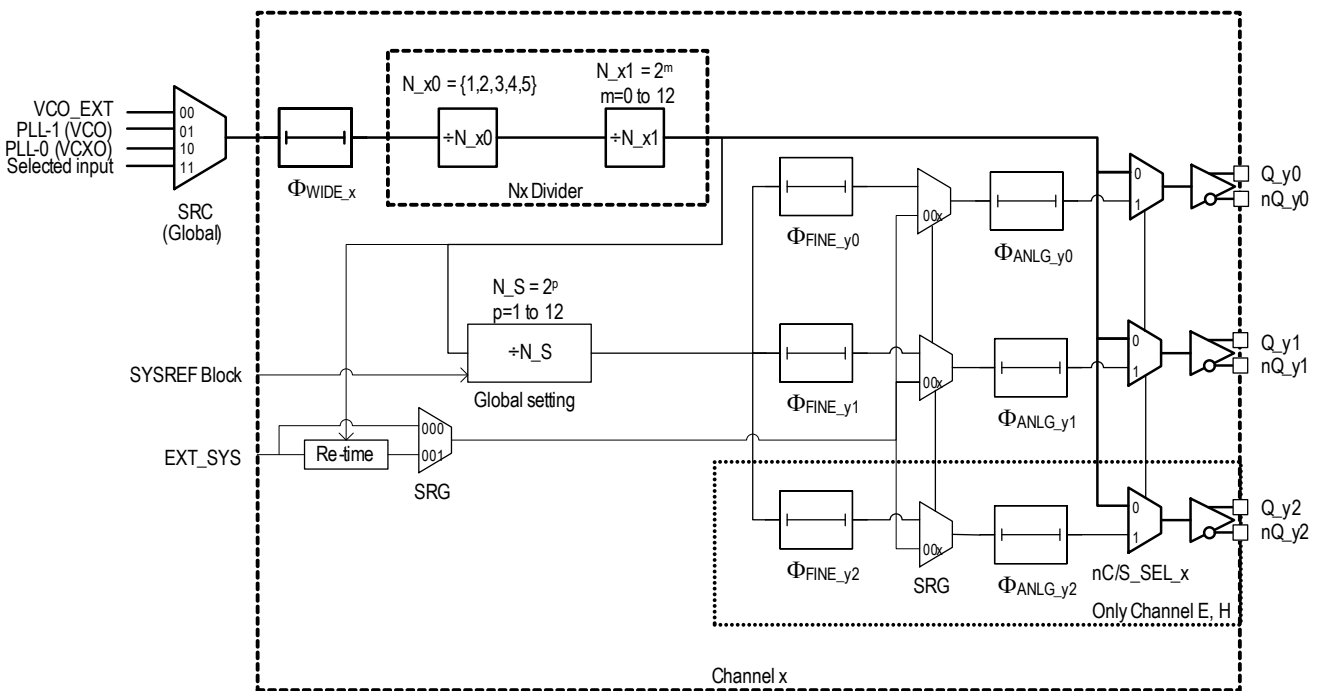 N_x0 = {1,2,3,4,5}
N_x1 = 2ᵐ
m=0 to 12
VCO_EXT
PLL-1 (VCO)
PLL-0 (VCXO)
Selected input
00
01
10
11
SRC
(Global)
ΦWIDE_x
÷N_x0
÷N_x1
Nx Divider
ΦFINE_y0
00x
ΦANLG_y0
0
1
Q_y0
nQ_y0
N_S = 2ᵖ
p=1 to 12
÷N_S
Global setting
SYSREF Block
ΦFINE_y1
00x
ΦANLG_y1
0
1
Q_y1
nQ_y1
EXT_SYS
Re-time
000
001
SRG
ΦFINE_y2
00x
SRG
ΦANLG_y2
0
1
nC/S_SEL_x
Q_y2
nQ_y2
Only Channel E, H
Channel x